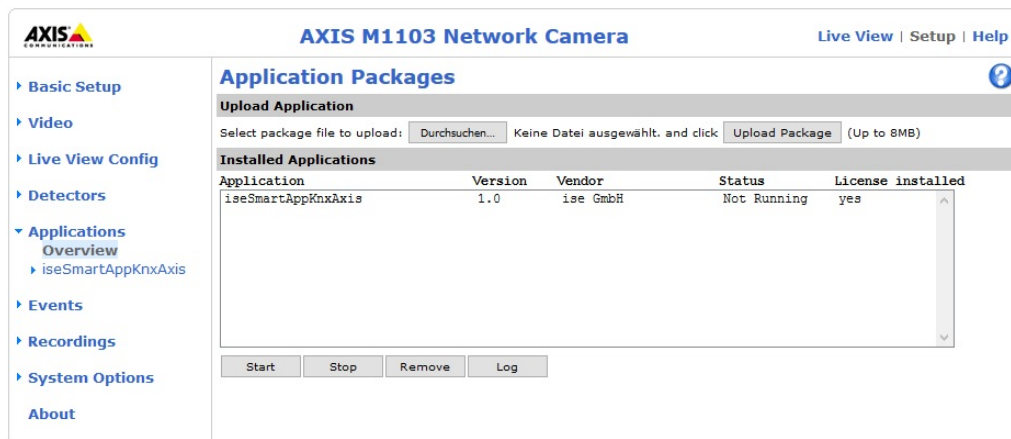 AXIS
COMMUNICATIONS
AXIS M1103 Network Camera
Live View | Setup | Help
Basic Setup
Video
Live View Config
Detectors
Applications
Overview
iseSmartAppKnxAxis
Events
Recordings
System Options
About
Application Packages
?
Upload Application
Select package file to upload: Durchsuchen... Keine Datei ausgewählt. and click Upload Package (Up to 8MB)
Installed Applications
Application Version Vendor Status License installed
iseSmartAppKnxAxis 1.0 ise GmbH Not Running yes
Start Stop Remove Log